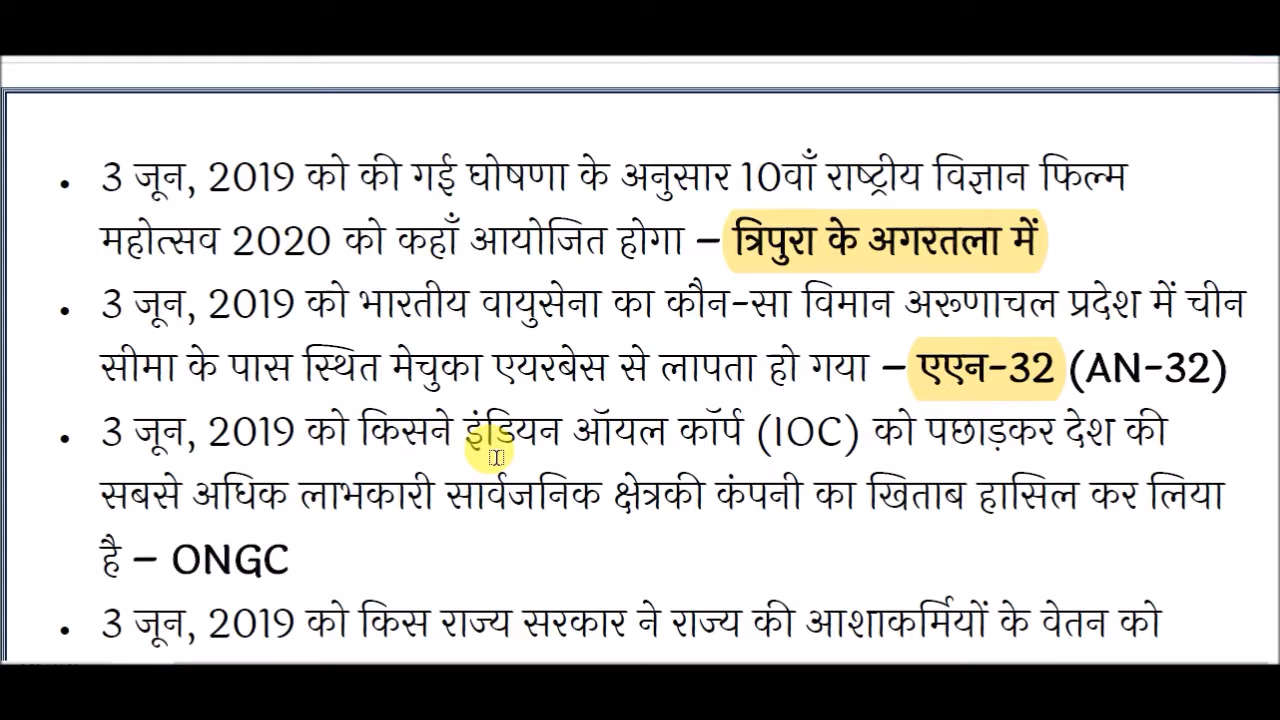 • 3 जून, 2019 को की गई घोषणा के अनुसार 10वाँ राष्ट्रीय विज्ञान फिल्म
महोत्सव 2020 को कहाँ आयोजित होगा – त्रिपुरा के अगरतला में
• 3 जून, 2019 को भारतीय वायुसेना का कौन-सा विमान अरूणाचल प्रदेश में चीन
सीमा के पास स्थित मेचुका एयरबेस से लापता हो गया – एएन-32 (AN-32)
• 3 जून, 2019 को किसने इंडियन ऑयल कॉर्प (IOC) को पछाड़कर देश की
सबसे अधिक लाभकारी सार्वजनिक क्षेत्रकी कंपनी का खिताब हासिल कर लिया
है – ONGC
• 3 जून, 2019 को किस राज्य सरकार ने राज्य की आशाकर्मियों के वेतन को